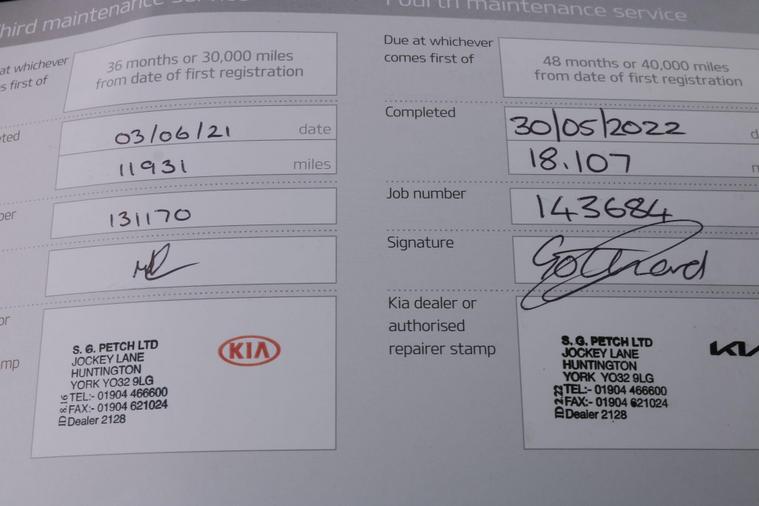 Third maintenance
at whichever
s first of
36 months or 30,000 miles
from date of first registration
ted
03/06/21 date
11931 miles
ber
131170
or
mp
S. G. PETCH LTD
JOCKEY LANE
HUNTINGTON
YORK YO32 9LG
TEL:- 01904 466600
FAX:- 01904 621024
Dealer 2128
KIA
Fourth maintenance service
Due at whichever
comes first of
48 months or 40,000 miles
from date of first registration
Completed
30/05/2022 d
18.107 m
Job number
143684
Signature
Gotthard
Kia dealer or
authorised
repairer stamp
S. G. PETCH LTD
JOCKEY LANE
HUNTINGTON
YORK YO32 9LG
TEL:- 01904 466600
FAX:- 01904 621024
Dealer 2128